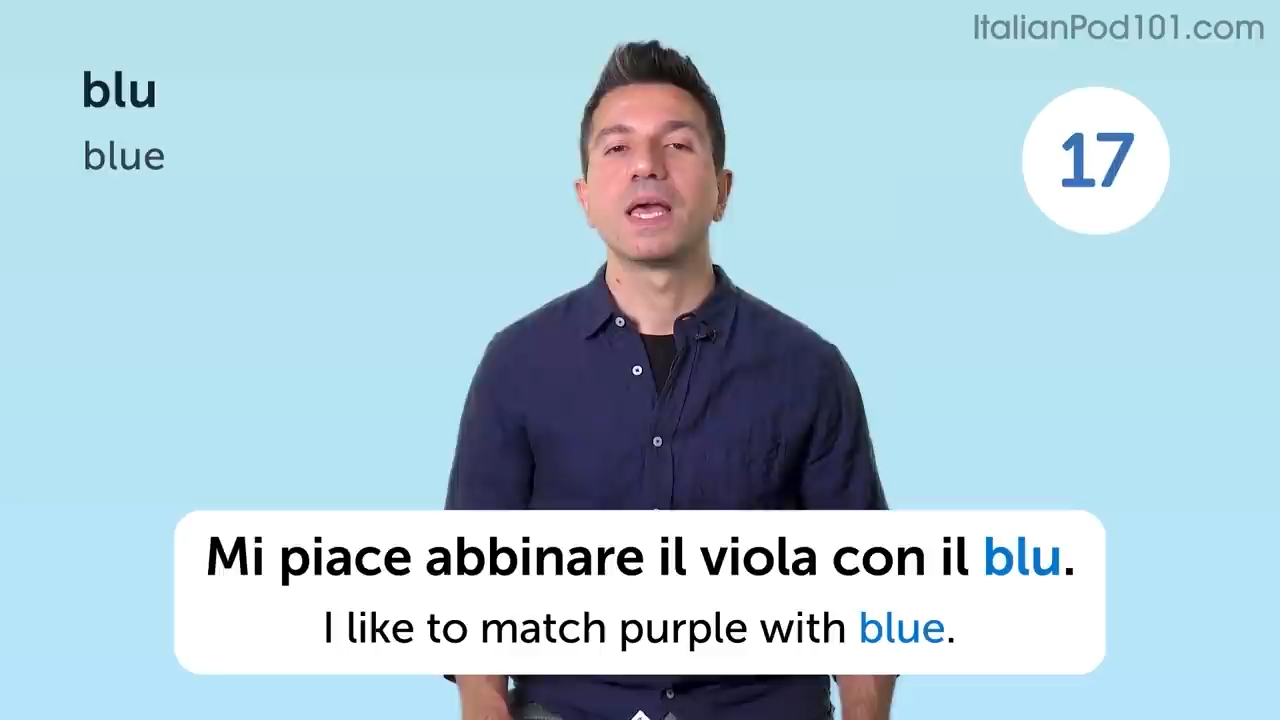 ItalianPod101.com
blu
blue
17
Mi piace abbinare il viola con il blu.
I like to match purple with blue.